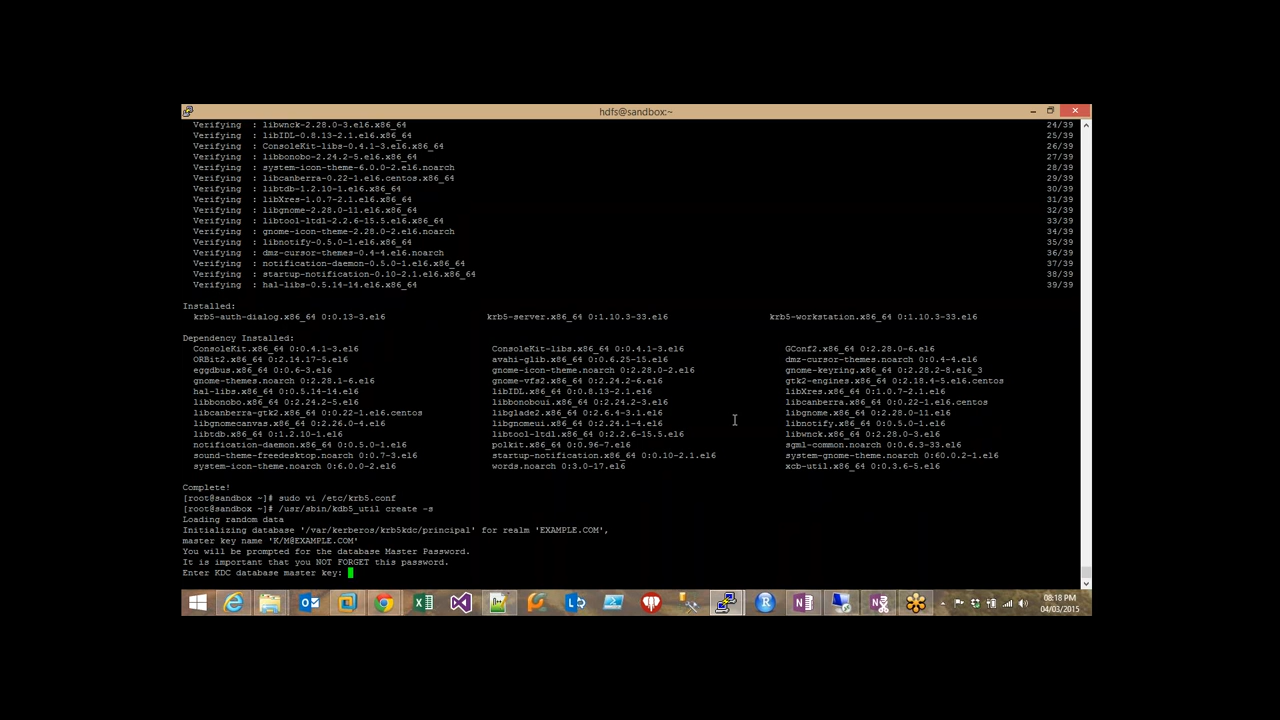 hdfs@sandbox:~
Verifying : libwnck-2.28.0-3.el6.x86_64 24/39
Verifying : libIDL-0.8.13-2.1.el6.x86_64 25/39
Verifying : ConsoleKit-libs-0.4.1-3.el6.x86_64 26/39
Verifying : libbonobo-2.24.2-5.el6.x86_64 27/39
Verifying : system-icon-theme-6.0.0-2.el6.noarch 28/39
Verifying : libcanberra-0.22-1.el6.centos.x86_64 29/39
Verifying : libtdb-1.2.10-1.el6.x86_64 30/39
Verifying : libXres-1.0.7-2.1.el6.x86_64 31/39
Verifying : libgnome-2.28.0-11.el6.x86_64 32/39
Verifying : libtool-ltdl-2.2.6-15.5.el6.x86_64 33/39
Verifying : gnome-icon-theme-2.28.0-2.el6.noarch 34/39
Verifying : libnotify-0.5.0-1.el6.x86_64 35/39
Verifying : dmz-cursor-themes-0.4-4.el6.noarch 36/39
Verifying : notification-daemon-0.5.0-1.el6.x86_64 37/39
Verifying : startup-notification-0.10-2.1.el6.x86_64 38/39
Verifying : hal-libs-0.5.14-14.el6.x86_64 39/39
Installed:
krb5-auth-dialog.x86_64 0:0.13-3.el6 krb5-server.x86_64 0:1.10.3-33.el6 krb5-workstation.x86_64 0:1.10.3-33.el6
Dependency Installed:
ConsoleKit.x86_64 0:0.4.1-3.el6 ConsoleKit-libs.x86_64 0:0.4.1-3.el6 GConf2.x86_64 0:2.28.0-6.el6
ORBit2.x86_64 0:2.14.17-5.el6 avahi-glib.x86_64 0:0.6.25-15.el6 dmz-cursor-themes.noarch 0:0.4-4.el6
eggdbus.x86_64 0:0.6-3.el6 gnome-icon-theme.noarch 0:2.28.0-2.el6 gnome-keyring.x86_64 0:2.28.2-8.el6_3
gnome-themes.noarch 0:2.28.1-6.el6 gnome-vfs2.x86_64 0:2.24.2-6.el6 gtk2-engines.x86_64 0:2.18.4-5.el6.centos
hal-libs.x86_64 0:0.5.14-14.el6 libIDL.x86_64 0:0.8.13-2.1.el6 libXres.x86_64 0:1.0.7-2.1.el6
libbonobo.x86_64 0:2.24.2-5.el6 libbonoboui.x86_64 0:2.24.2-3.el6 libcanberra.x86_64 0:0.22-1.el6.centos
libcanberra-gtk2.x86_64 0:0.22-1.el6.centos libglade2.x86_64 0:2.6.4-3.1.el6 libgnome.x86_64 0:2.28.0-11.el6
libgnomecanvas.x86_64 0:2.26.0-4.el6 libgnomeui.x86_64 0:2.24.1-4.el6 libnotify.x86_64 0:0.5.0-1.el6
libtdb.x86_64 0:1.2.10-1.el6 libtool-ltdl.x86_64 0:2.2.6-15.5.el6 libwnck.x86_64 0:2.28.0-3.el6
notification-daemon.x86_64 0:0.5.0-1.el6 polkit.x86_64 0:0.96-7.el6 sgml-common.noarch 0:0.6.3-33.el6
sound-theme-freedesktop.noarch 0:0.7-3.el6 startup-notification.x86_64 0:0.10-2.1.el6 system-gnome-theme.noarch 0:60.0.2-1.el6
system-icon-theme.noarch 0:6.0.0-2.el6 words.noarch 0:3.0-17.el6 xcb-util.x86_64 0:0.3.6-5.el6
Complete!
[root@sandbox ~]# sudo vi /etc/krb5.conf
[root@sandbox ~]# /usr/sbin/kdb5_util create -s
Loading random data
Initializing database '/var/kerberos/krb5kdc/principal' for realm 'EXAMPLE.COM',
master key name 'K/M@EXAMPLE.COM'
You will be prompted for the database Master Password.
It is important that you NOT FORGET this password.
Enter KDC database master key:
08:18 PM
04/03/2015